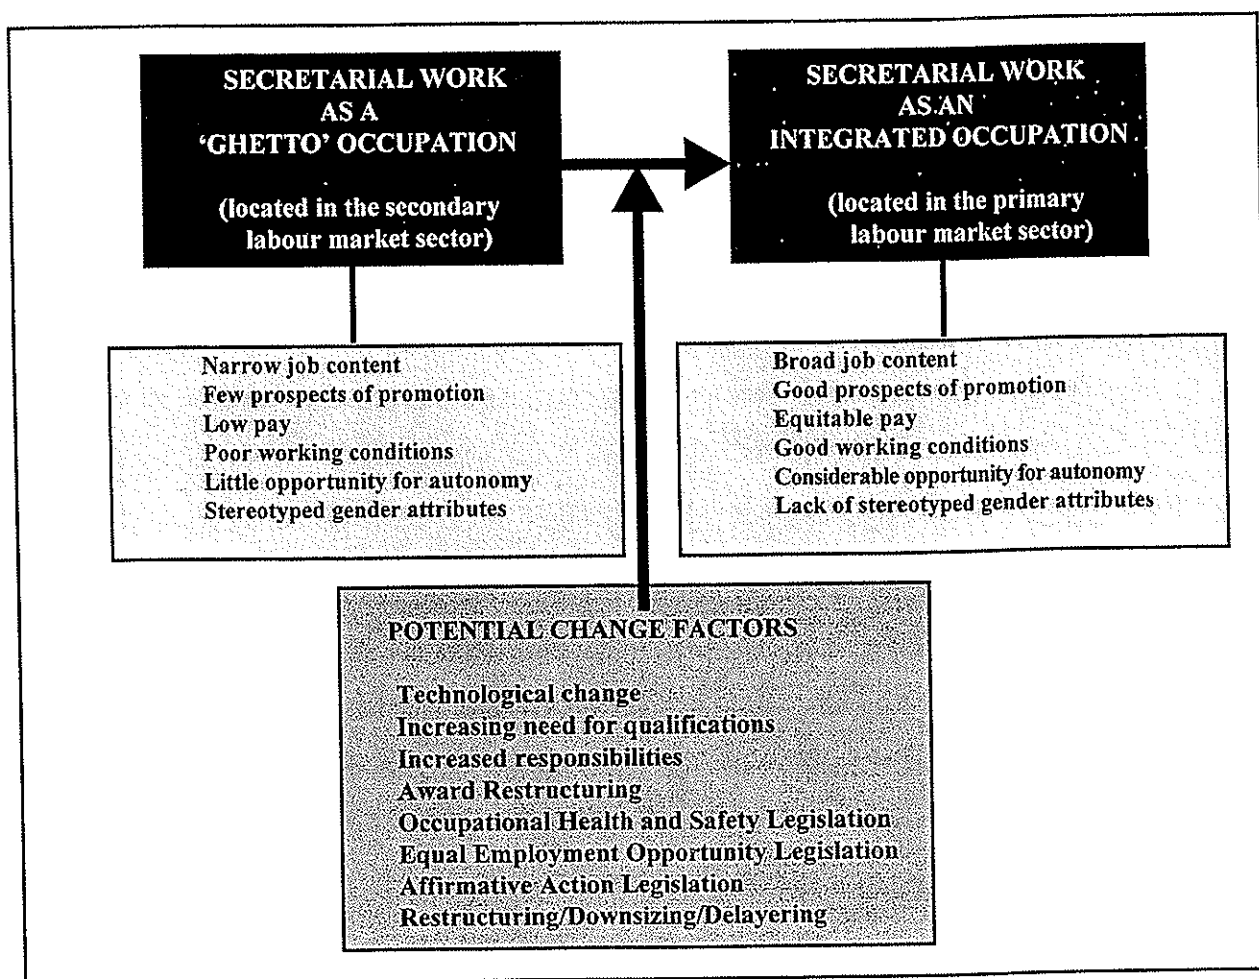 SECRETARIAL WORK
AS A
‘GHETTO’ OCCUPATION
(located in the secondary
labour market sector)
SECRETARIAL WORK
AS AN
INTEGRATED OCCUPATION
(located in the primary
labour market sector)
Narrow job content
Few prospects of promotion
Low pay
Poor working conditions
Little opportunity for autonomy
Stereotyped gender attributes
Broad job content
Good prospects of promotion
Equitable pay
Good working conditions
Considerable opportunity for autonomy
Lack of stereotyped gender attributes
POTENTIAL CHANGE FACTORS
Technological change
Increasing need for qualifications
Increased responsibilities
Award Restructuring
Occupational Health and Safety Legislation
Equal Employment Opportunity Legislation
Affirmative Action Legislation
Restructuring/Downsizing/Delayering